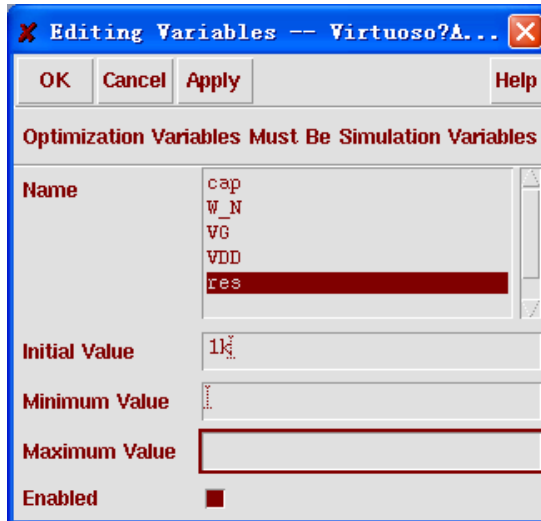 Editing Variables -- Virtuoso?A...
OK Cancel Apply Help
Optimization Variables Must Be Simulation Variables
Name
cap
W_N
VG
VDD
res
Initial Value 1k
Minimum Value
Maximum Value
Enabled